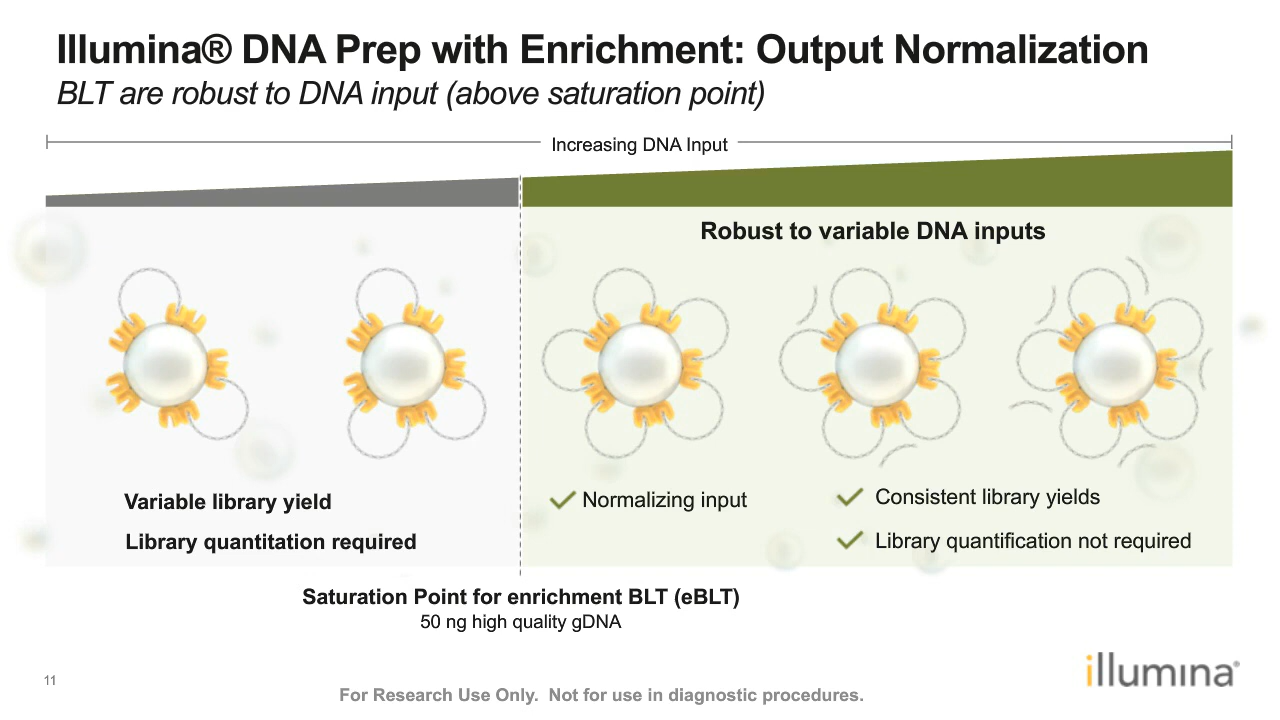 Illumina® DNA Prep with Enrichment: Output Normalization
BLT are robust to DNA input (above saturation point)
Increasing DNA Input
Robust to variable DNA inputs
Variable library yield
Library quantitation required
Normalizing input
Consistent library yields
Library quantification not required
Saturation Point for enrichment BLT (eBLT)
50 ng high quality gDNA
11
For Research Use Only.  Not for use in diagnostic procedures.
illumina®